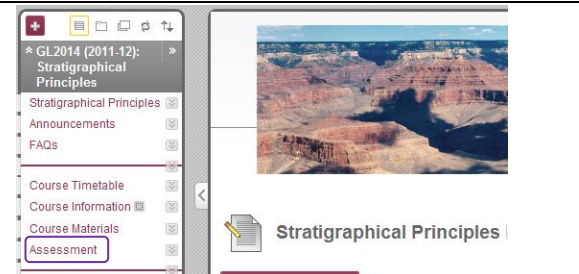 GL2014 (2011-12):
Stratigraphical
Principles
Stratigraphical Principles
Announcements
FAQs
Course Timetable
Course Information
Course Materials
Assessment
Stratigraphical Principles